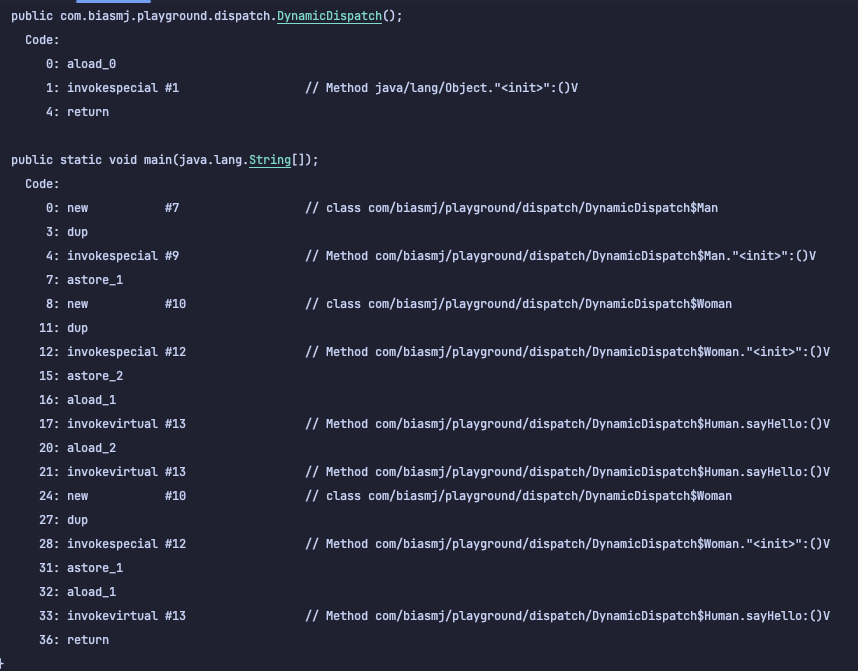 public com.biasmj.playground.dispatch.DynamicDispatch();
  Code:
     0: aload_0
     1: invokespecial #1                  // Method java/lang/Object."<init>":()V
     4: return

public static void main(java.lang.String[]);
  Code:
     0: new           #7                  // class com/biasmj/playground/dispatch/DynamicDispatch$Man
     3: dup
     4: invokespecial #9                  // Method com/biasmj/playground/dispatch/DynamicDispatch$Man."<init>":()V
     7: astore_1
     8: new           #10                 // class com/biasmj/playground/dispatch/DynamicDispatch$Woman
    11: dup
    12: invokespecial #12                 // Method com/biasmj/playground/dispatch/DynamicDispatch$Woman."<init>":()V
    15: astore_2
    16: aload_1
    17: invokevirtual #13                 // Method com/biasmj/playground/dispatch/DynamicDispatch$Human.sayHello:()V
    20: aload_2
    21: invokevirtual #13                 // Method com/biasmj/playground/dispatch/DynamicDispatch$Human.sayHello:()V
    24: new           #10                 // class com/biasmj/playground/dispatch/DynamicDispatch$Woman
    27: dup
    28: invokespecial #12                 // Method com/biasmj/playground/dispatch/DynamicDispatch$Woman."<init>":()V
    31: astore_1
    32: aload_1
    33: invokevirtual #13                 // Method com/biasmj/playground/dispatch/DynamicDispatch$Human.sayHello:()V
    36: return
}